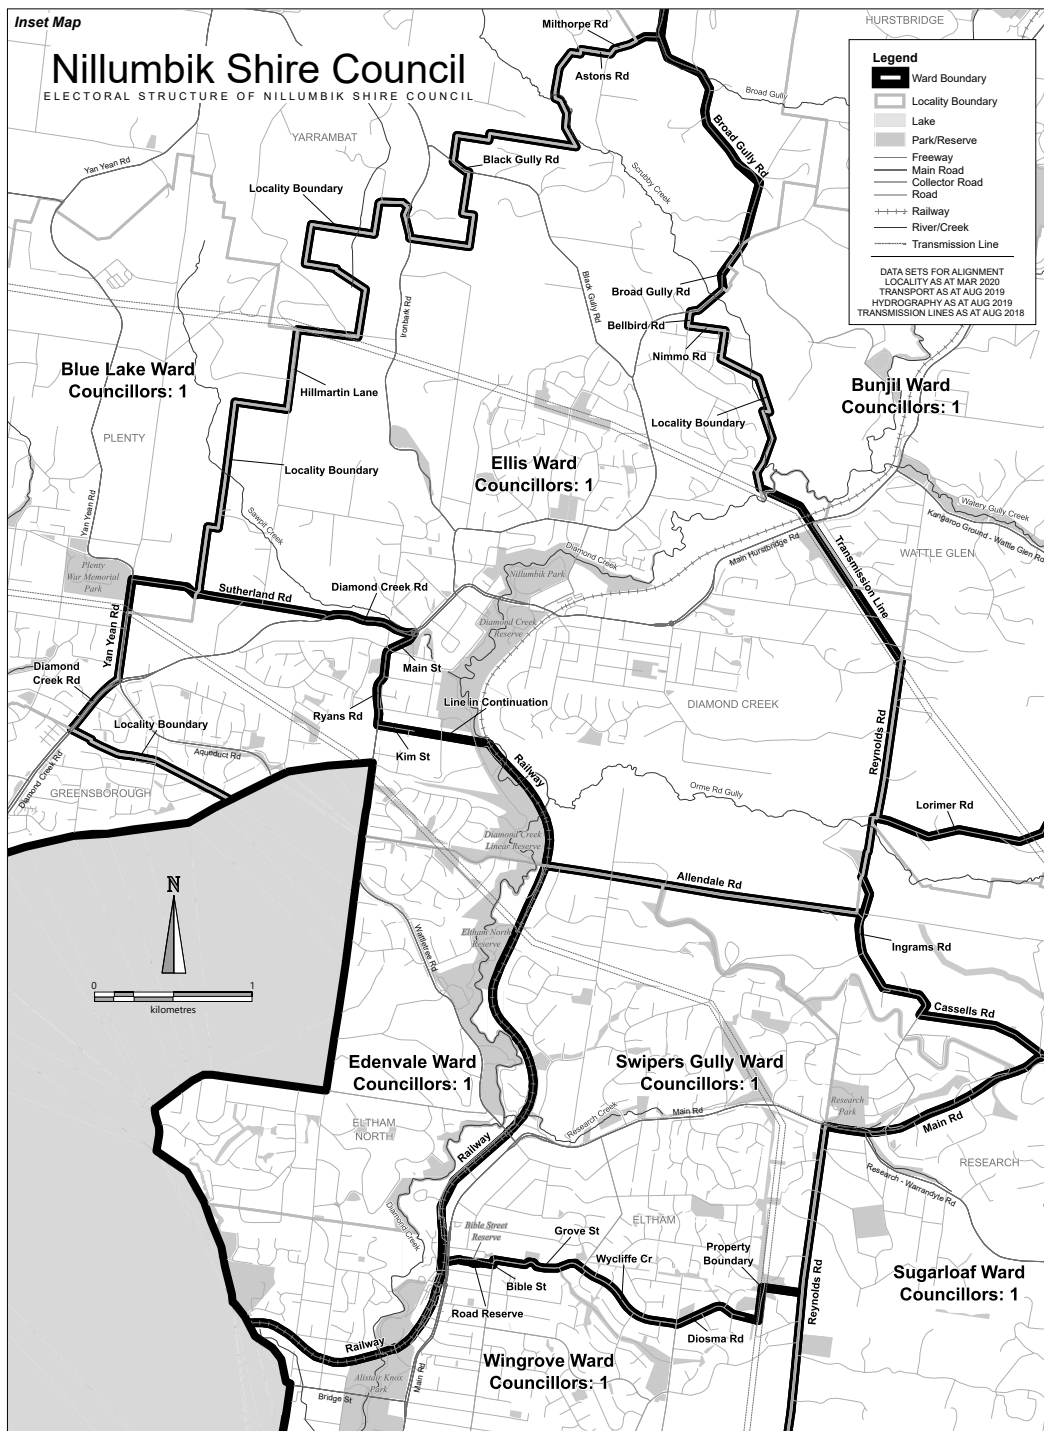 Inset Map
Nillumbik Shire Council
ELECTORAL STRUCTURE OF NILLUMBIK SHIRE COUNCIL
HURSTBRIDGE
Milthorpe Rd
Astons Rd
Broad Gully
Broad Gully Rd
Legend
Ward Boundary
Locality Boundary
Lake
Park/Reserve
Freeway
Main Road
Collector Road
Road
Railway
River/Creek
Transmission Line
DATA SETS FOR ALIGNMENT
LOCALITY AS AT MAR 2020
TRANSPORT AS AT AUG 2019
HYDROGRAPHY AS AT AUG 2019
TRANSMISSION LINES AS AT AUG 2018
YARRAMBAT
Yan Yean Rd
Black Gully Rd
Scrubby Creek
Locality Boundary
Ironbark Rd
Black Gully Rd
Broad Gully Rd
Bellbird Rd
Nimmo Rd
Blue Lake Ward
Councillors: 1
Hillmartin Lane
Bunjil Ward
Councillors: 1
Locality Boundary
PLENTY
Locality Boundary
Ellis Ward
Councillors: 1
Yan Yean Rd
Sawpit Creek
Watery Gully Creek
Kangaroo Ground - Wattle Glen Rd
WATTLE GLEN
Main Hurstbridge Rd
Transmission Line
Diamond Creek
Nillumbik Park
Plenty
War Memorial
Park
Sutherland Rd
Diamond Creek Rd
Diamond Creek
Reserve
Yan Yean Rd
Diamond
Creek Rd
Main St
Ryans Rd
Line in Continuation
DIAMOND CREEK
Locality Boundary
Kim St
Aqueduct Rd
Diamond Creek Rd
GREENSBOROUGH
Railway
Reynolds Rd
Orme Rd Gully
Lorimer Rd
Diamond Creek
Linear Reserve
Allendale Rd
N
Wattletree Rd
Eltham North
Reserve
Ingrams Rd
0
1
kilometres
Cassells Rd
Edenvale Ward
Councillors: 1
Swipers Gully Ward
Councillors: 1
Research
Park
Research Creek
Main Rd
Main Rd
ELTHAM
NORTH
Railway
RESEARCH
Research - Warrandyte Rd
Diamond Creek
Bible Street
Reserve
Grove St
ELTHAM
Wycliffe Cr
Property
Boundary
Reynolds Rd
Sugarloaf Ward
Councillors: 1
Bible St
Road Reserve
Diosma Rd
Railway
Wingrove Ward
Councillors: 1
Alistair Knox
Park
Main Rd
Bridge St